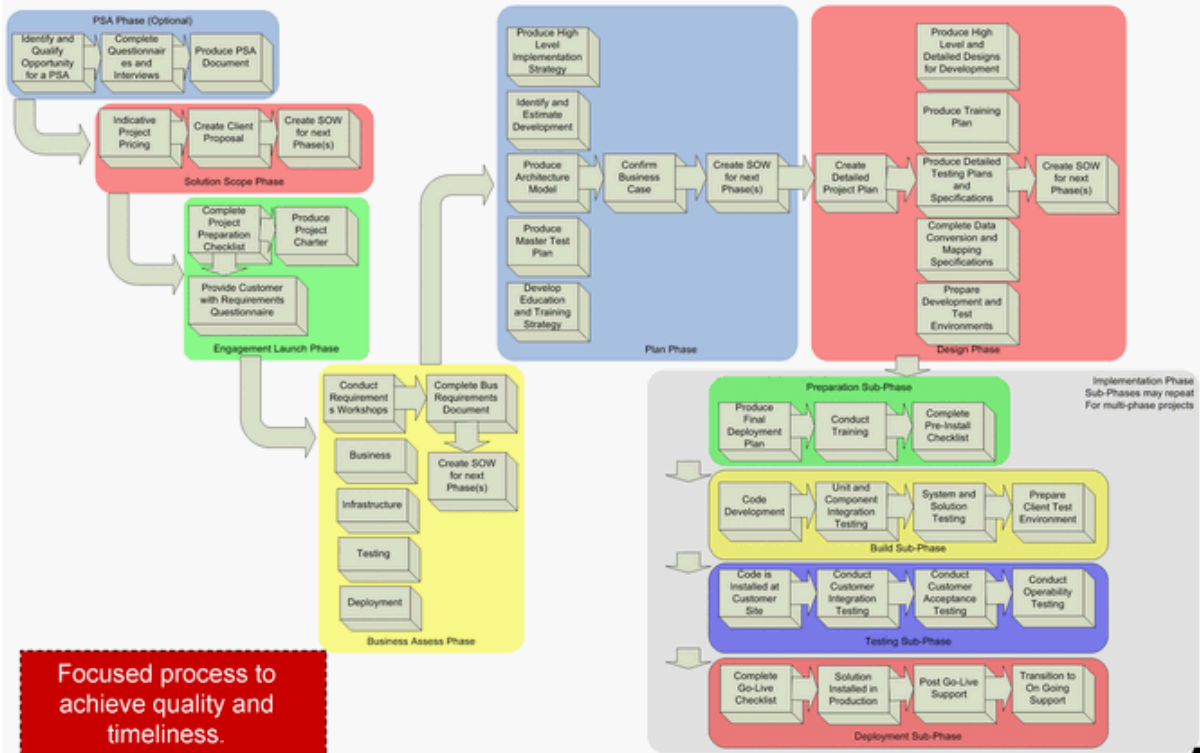 PSA Phase (Optional)
Identify and
Qualify
Opportunity
for a PSA
Complete
Questionnair
es and
Interviews
Produce PSA
Document
Indicative
Project
Pricing
Create Client
Proposal
Create SOW
for next
Phase(s)
Solution Scope Phase
Complete
Project
Preparation
Checklist
Produce
Project
Charter
Provide Customer
with Requirements
Questionnaire
Engagement Launch Phase
Conduct
Requirement
s Workshops
Complete Bus
Requirements
Document
Business
Infrastructure
Testing
Deployment
Create SOW
for next
Phase(s)
Business Assess Phase
Produce High
Level
Implementation
Strategy
Identify and
Estimate
Development
Produce
Architecture
Model
Produce
Master Test
Plan
Develop
Education
and Training
Strategy
Confirm
Business
Case
Create SOW
for next
Phase(s)
Plan Phase
Create
Detailed
Project Plan
Produce High
Level and
Detailed Designs
for Development
Produce Training
Plan
Produce Detailed
Testing Plans
and
Specifications
Complete Data
Conversion and
Mapping
Specifications
Prepare
Development and
Test
Environments
Create SOW
for next
Phase(s)
Design Phase
Implementation Phase
Sub-Phases may repeat
For multi-phase projects
Preparation Sub-Phase
Produce
Final
Deployment
Plan
Conduct
Training
Complete
Pre-Install
Checklist
Code
Development
Unit and
Component
Integration
Testing
System and
Solution
Testing
Prepare
Client Test
Environment
Build Sub-Phase
Code is
Installed at
Customer
Site
Conduct
Customer
Integration
Testing
Conduct
Customer
Acceptance
Testing
Conduct
Operability
Testing
Testing Sub-Phase
Complete
Go-Live
Checklist
Solution
Installed in
Production
Post Go-Live
Support
Transition to
On Going
Support
Deployment Sub-Phase
Focused process to
achieve quality and
timeliness.